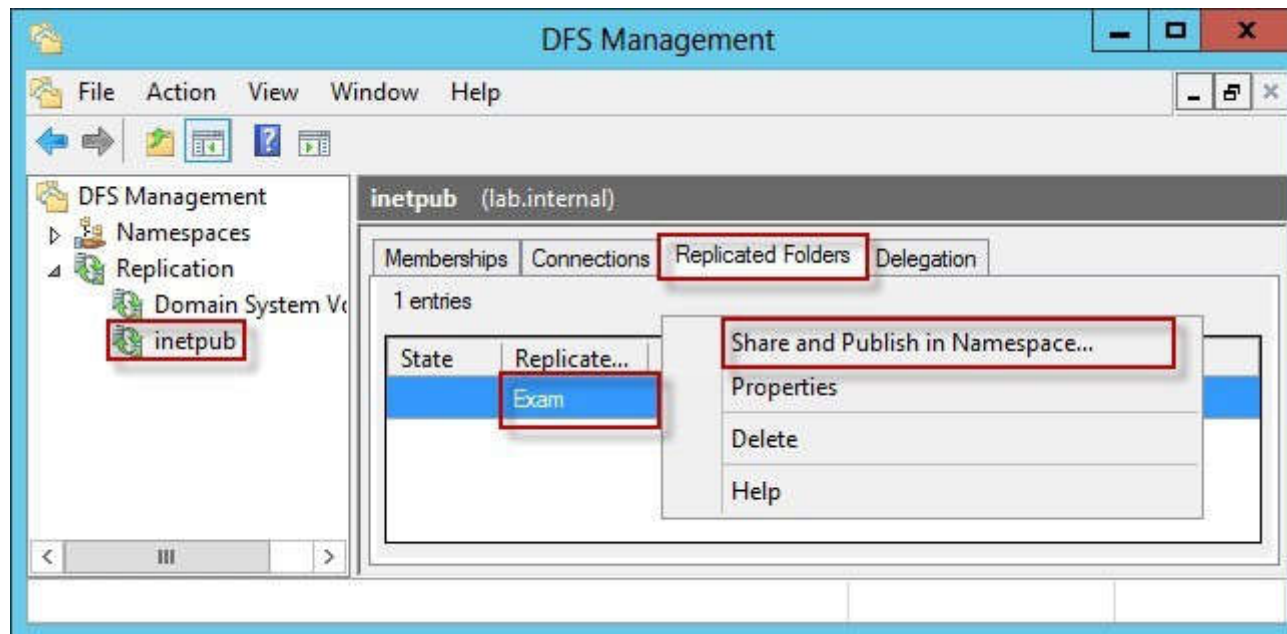 DFS Management
File Action View Window Help
DFS Management
Namespaces
Replication
Domain System Vo
inetpub
inetpub (lab.internal)
Memberships Connections Replicated Folders Delegation
1 entries
State Replicate...
Exam
Share and Publish in Namespace...
Properties
Delete
Help